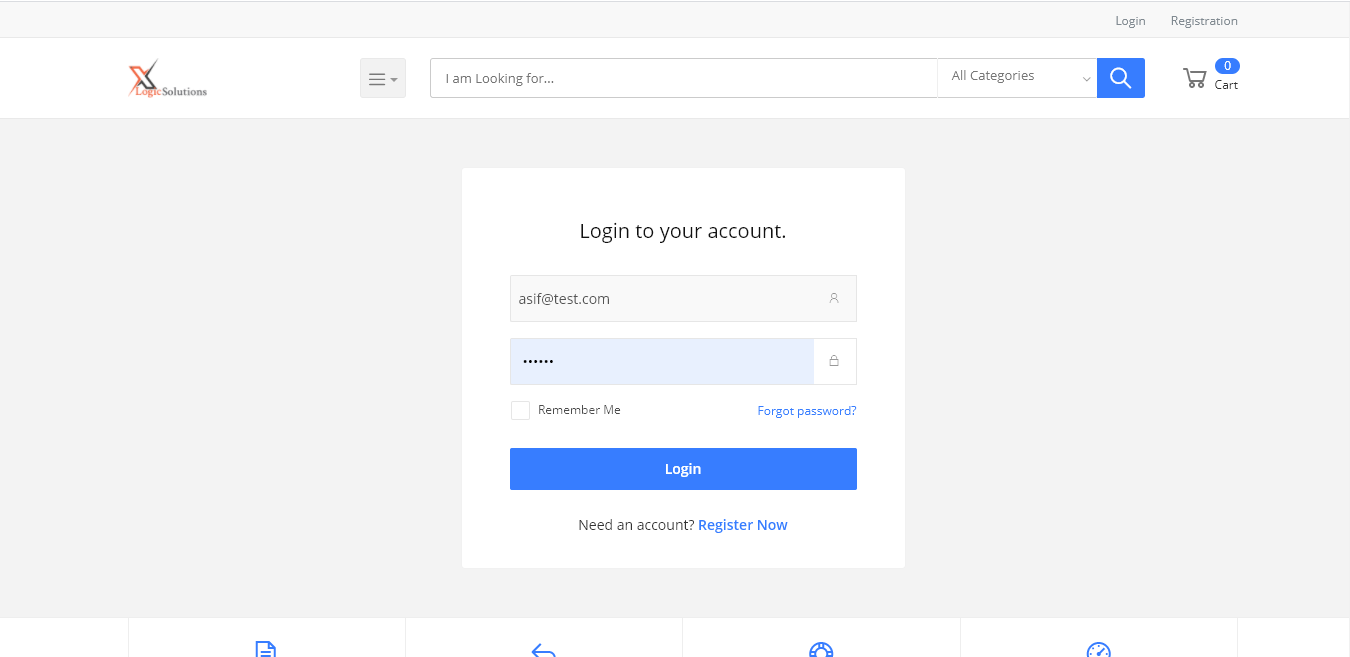 Login Registration
LogicSolutions
I am Looking for...
All Categories
0
Cart
Login to your account.
asif@test.com
••••••
Remember Me
Forgot password?
Login
Need an account? Register Now